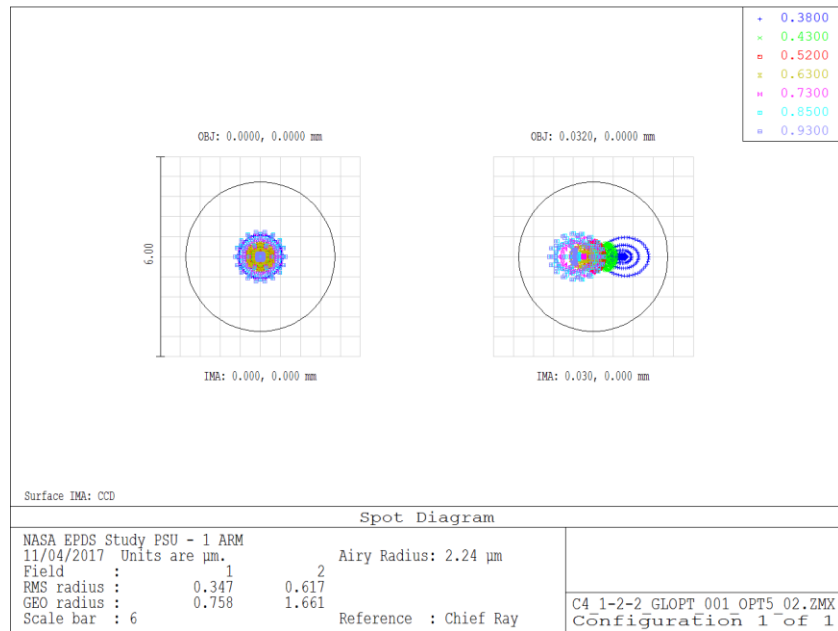 + 0.3800
× 0.4300
0.5200
0.6300
0.7300
0.8500
0.9300
OBJ: 0.0000, 0.0000 mm
OBJ: 0.0320, 0.0000 mm
6.00
IMA: 0.000, 0.000 mm
IMA: 0.030, 0.000 mm
Surface IMA: CCD
Spot Diagram
NASA EPDS Study PSU - 1 ARM
11/04/2017 Units are µm. Airy Radius: 2.24 µm
Field : 1 2
RMS radius : 0.347 0.617
GEO radius : 0.758 1.661
Scale bar : 6 Reference : Chief Ray
C4_1-2-2_GLOPT_001_OPT5_02.ZMX
Configuration 1 of 1